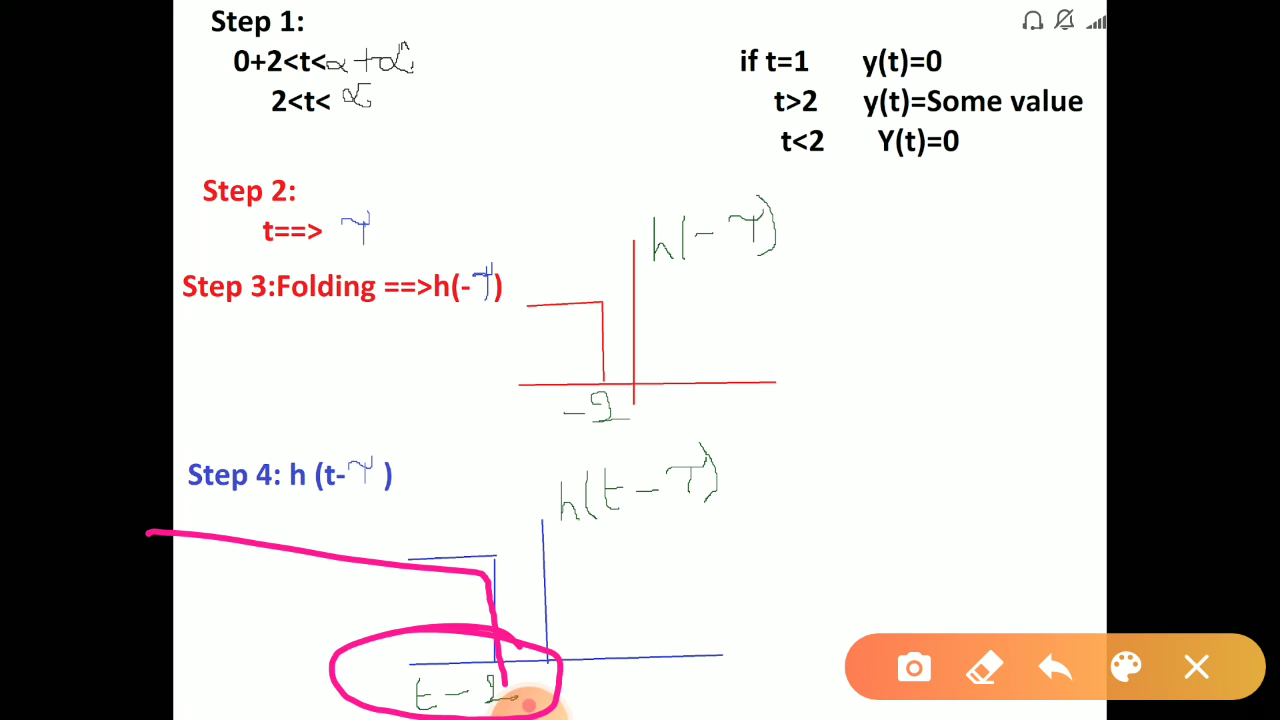 Step 1:
0+2<t<∝+∝
2<t< ∝
if t=1 y(t)=0
t>2 y(t)=Some value
t<2 Y(t)=0
Step 2:
t==> τ
Step 3:Folding ==>h(-τ)
h(-τ)
-2
Step 4: h (t-τ )
h(t-τ)
t-2